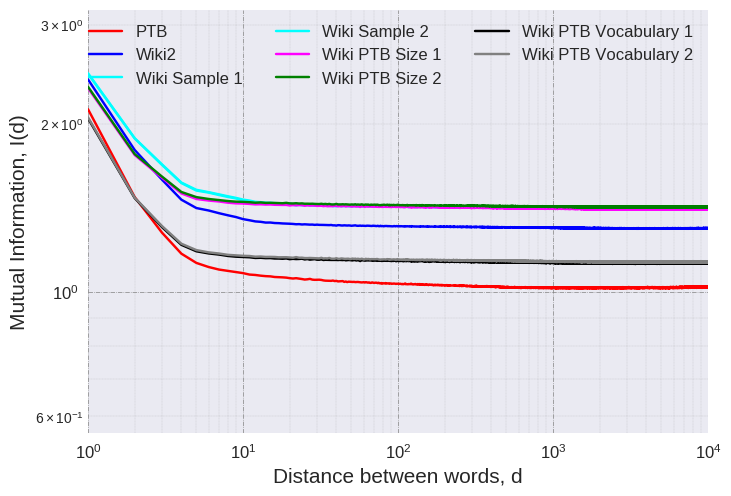 3×10⁰
2×10⁰
10⁰
6×10⁻¹
Mutual Information, I(d)
PTB
Wiki2
Wiki Sample 1
Wiki Sample 2
Wiki PTB Size 1
Wiki PTB Size 2
Wiki PTB Vocabulary 1
Wiki PTB Vocabulary 2
10⁰ 10¹ 10² 10³ 10⁴
Distance between words, d